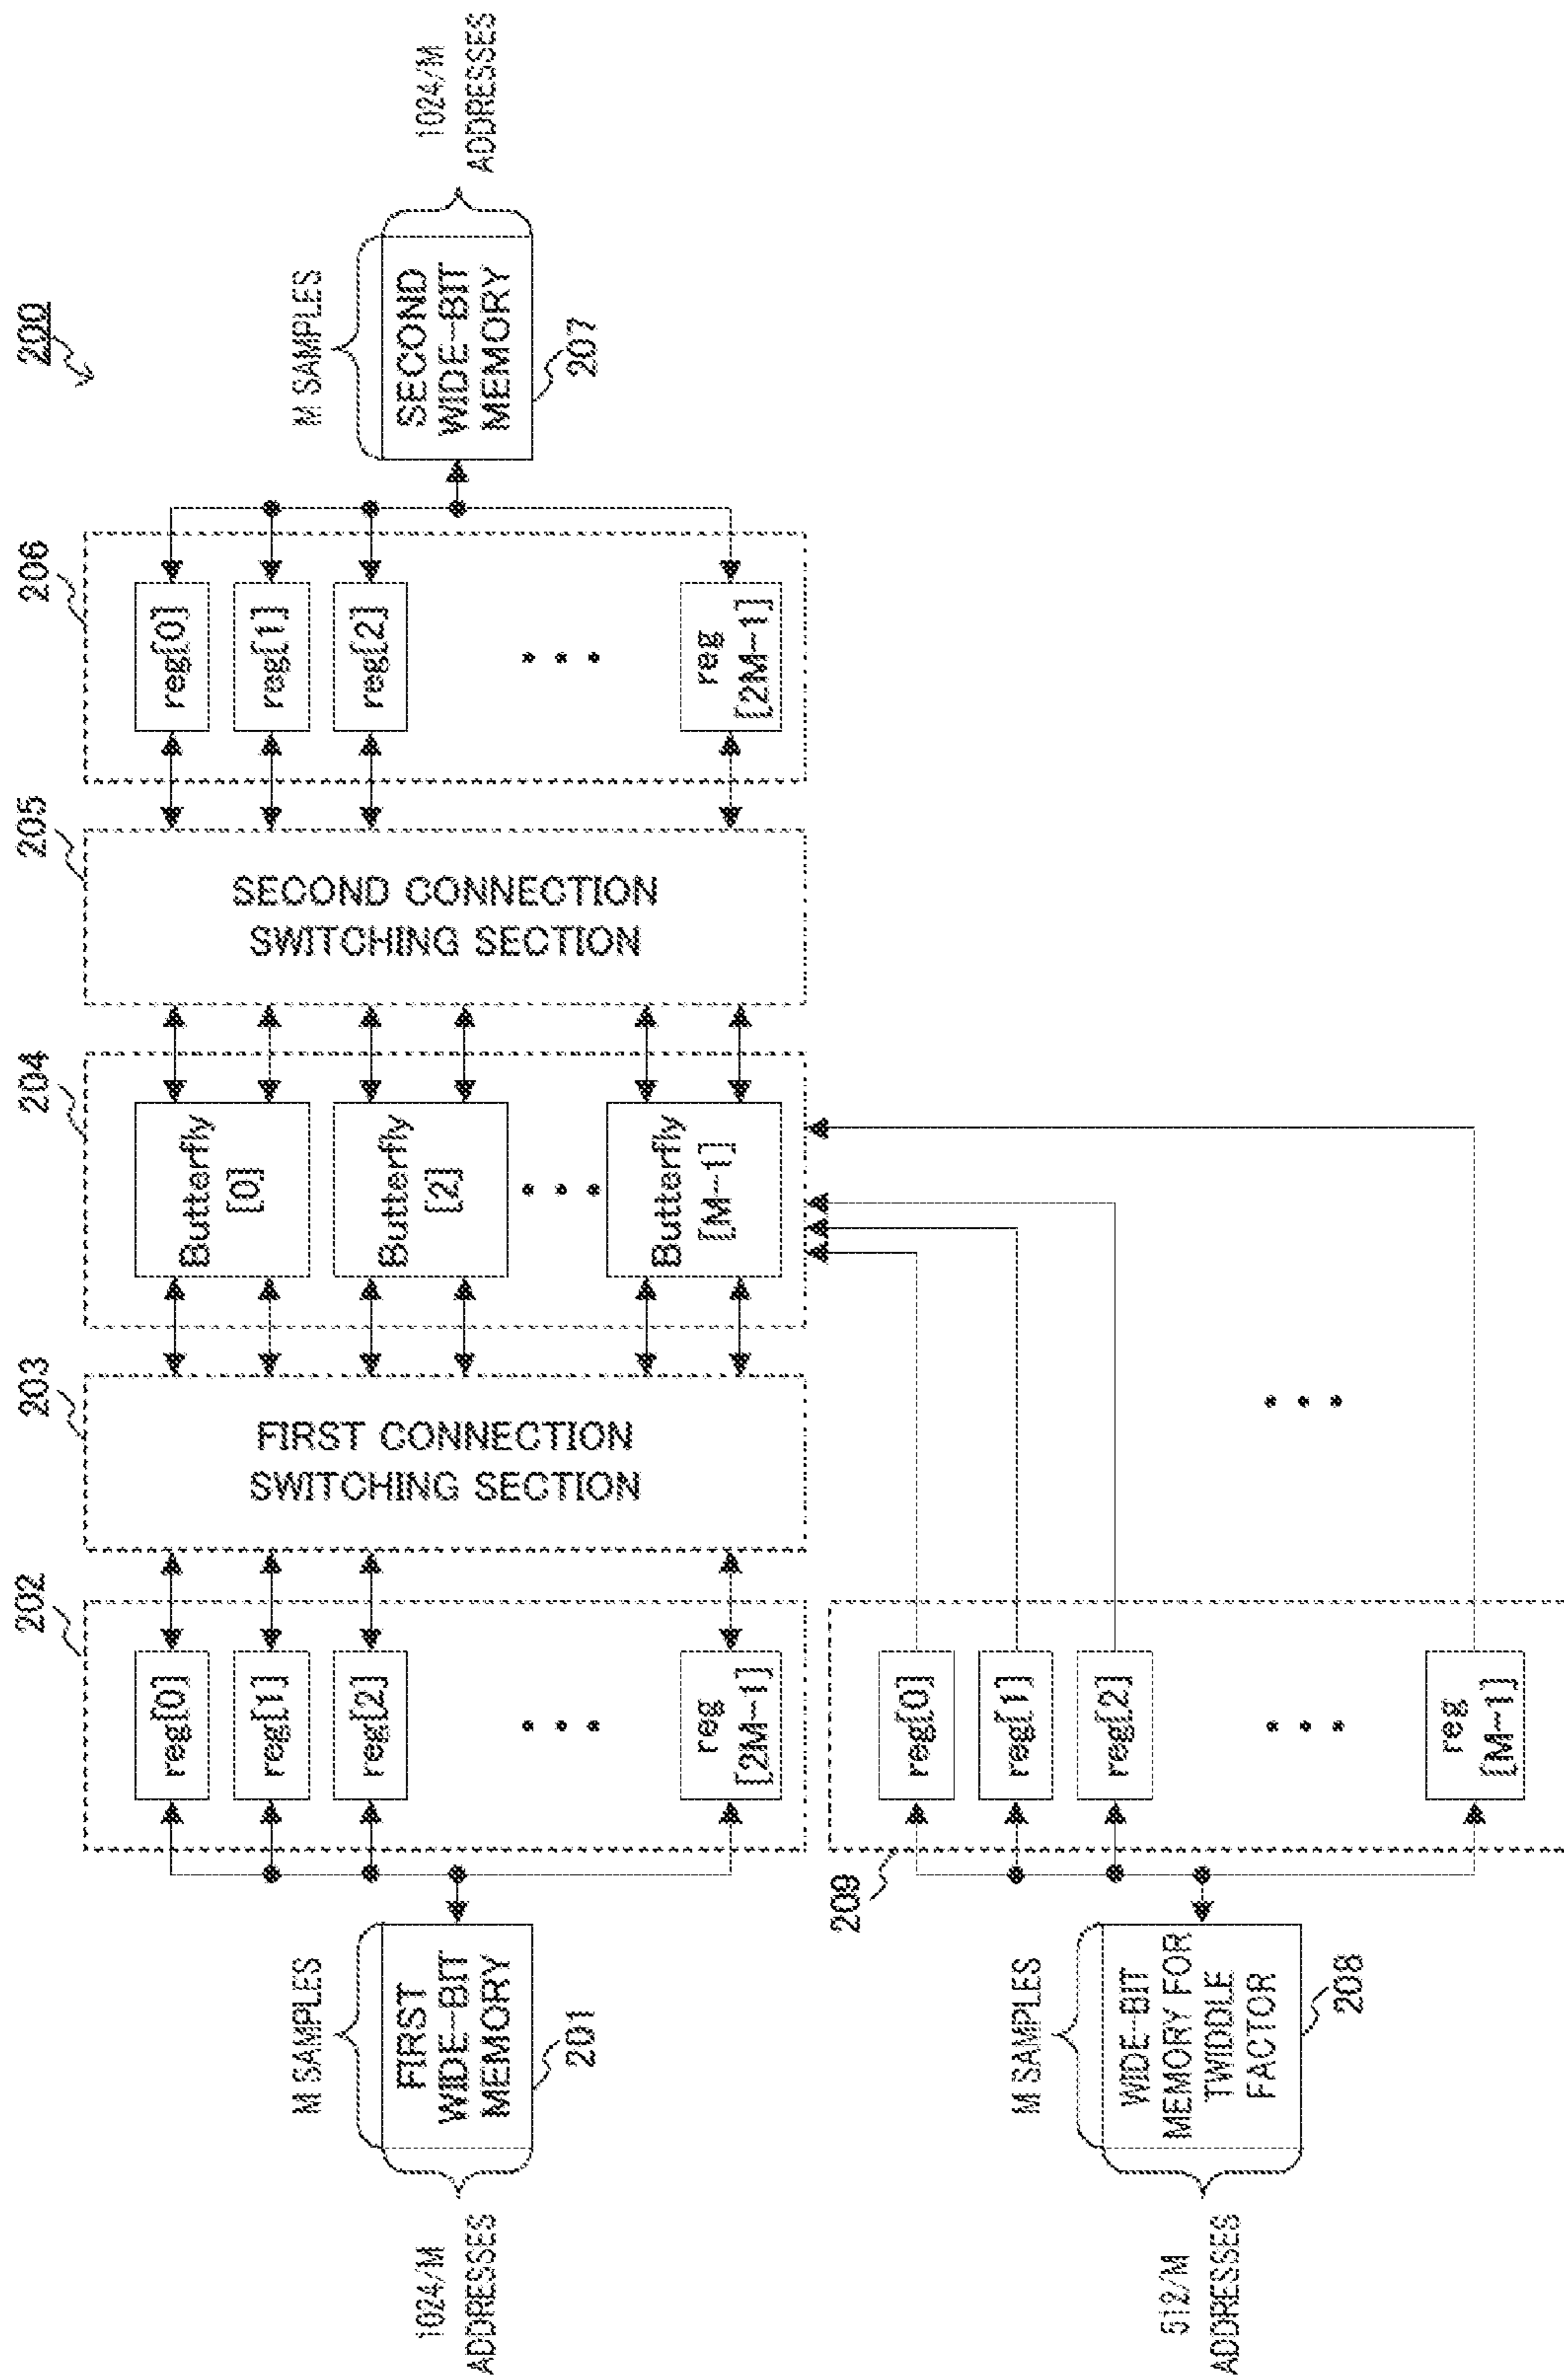 200
202
203
204
205
206
reg[0]
reg[1]
reg[2]
reg
[2M-1]
FIRST CONNECTION
SWITCHING SECTION
Butterfly
[0]
Butterfly
[2]
Butterfly
[M-1]
SECOND CONNECTION
SWITCHING SECTION
reg[0]
reg[1]
reg[2]
reg
[2M-1]
M SAMPLES
1024/M
ADDRESSES
FIRST
WIDE-BIT
MEMORY
201
M SAMPLES
SECOND
WIDE-BIT
MEMORY
207
1024/M
ADDRESSES
209
reg[0]
reg[1]
reg[2]
reg
[M-1]
M SAMPLES
512/M
ADDRESSES
WIDE-BIT
MEMORY FOR
TWIDDLE
FACTOR
208